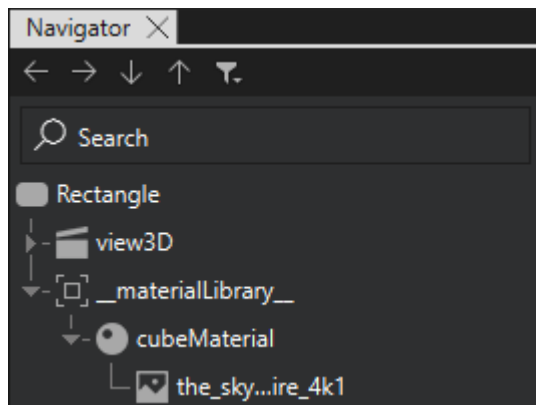 Navigator
Search
Rectangle
view3D
__materialLibrary__
cubeMaterial
the_sky...ire_4k1